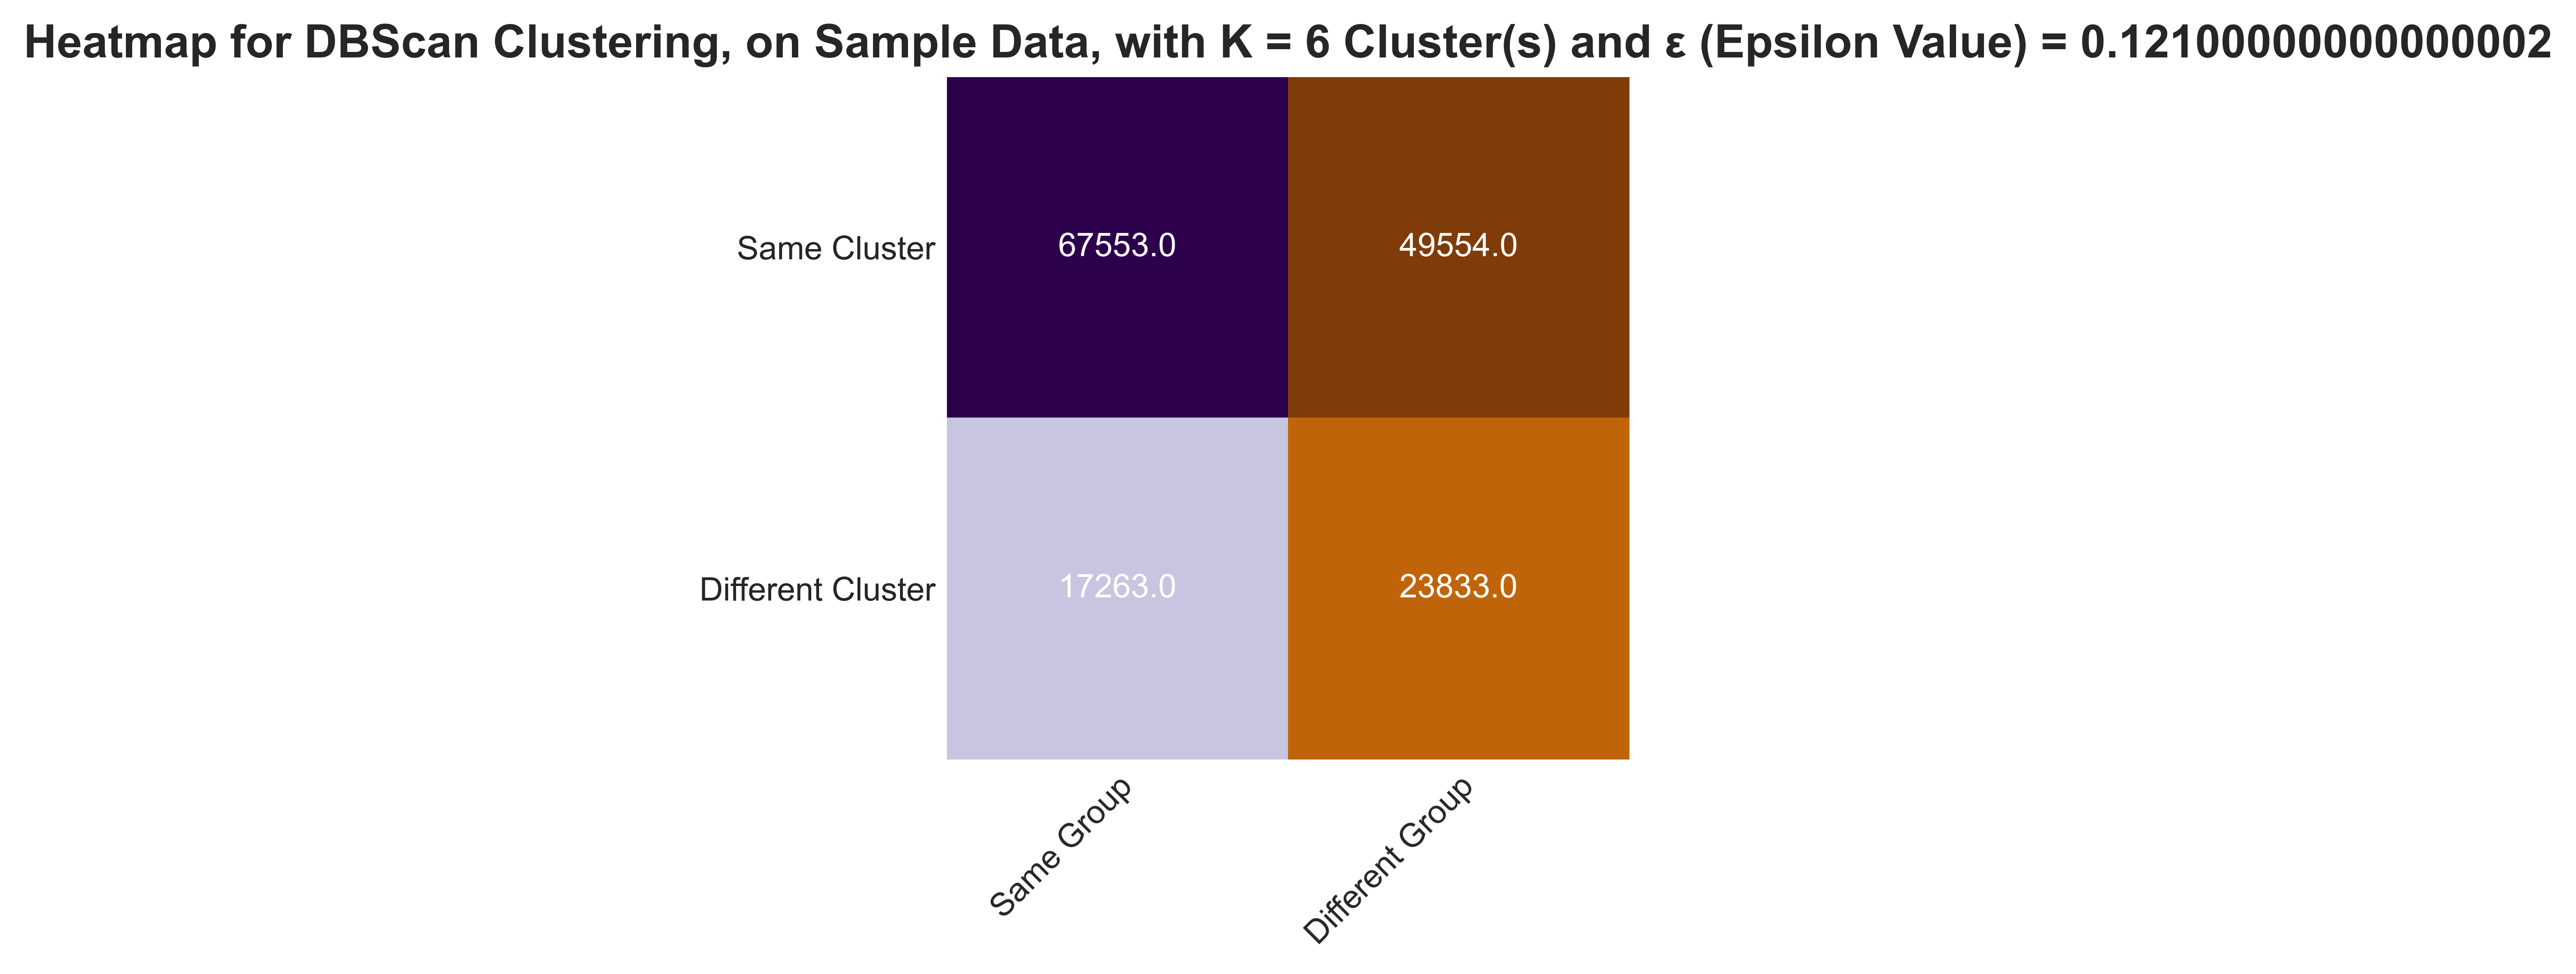 Heatmap for DBScan Clustering, on Sample Data, with K = 6 Cluster(s) and ε (Epsilon Value) = 0.12100000000000002
Same Cluster
67553.0
49554.0
Different Cluster
17263.0
23833.0
Same Group
Different Group